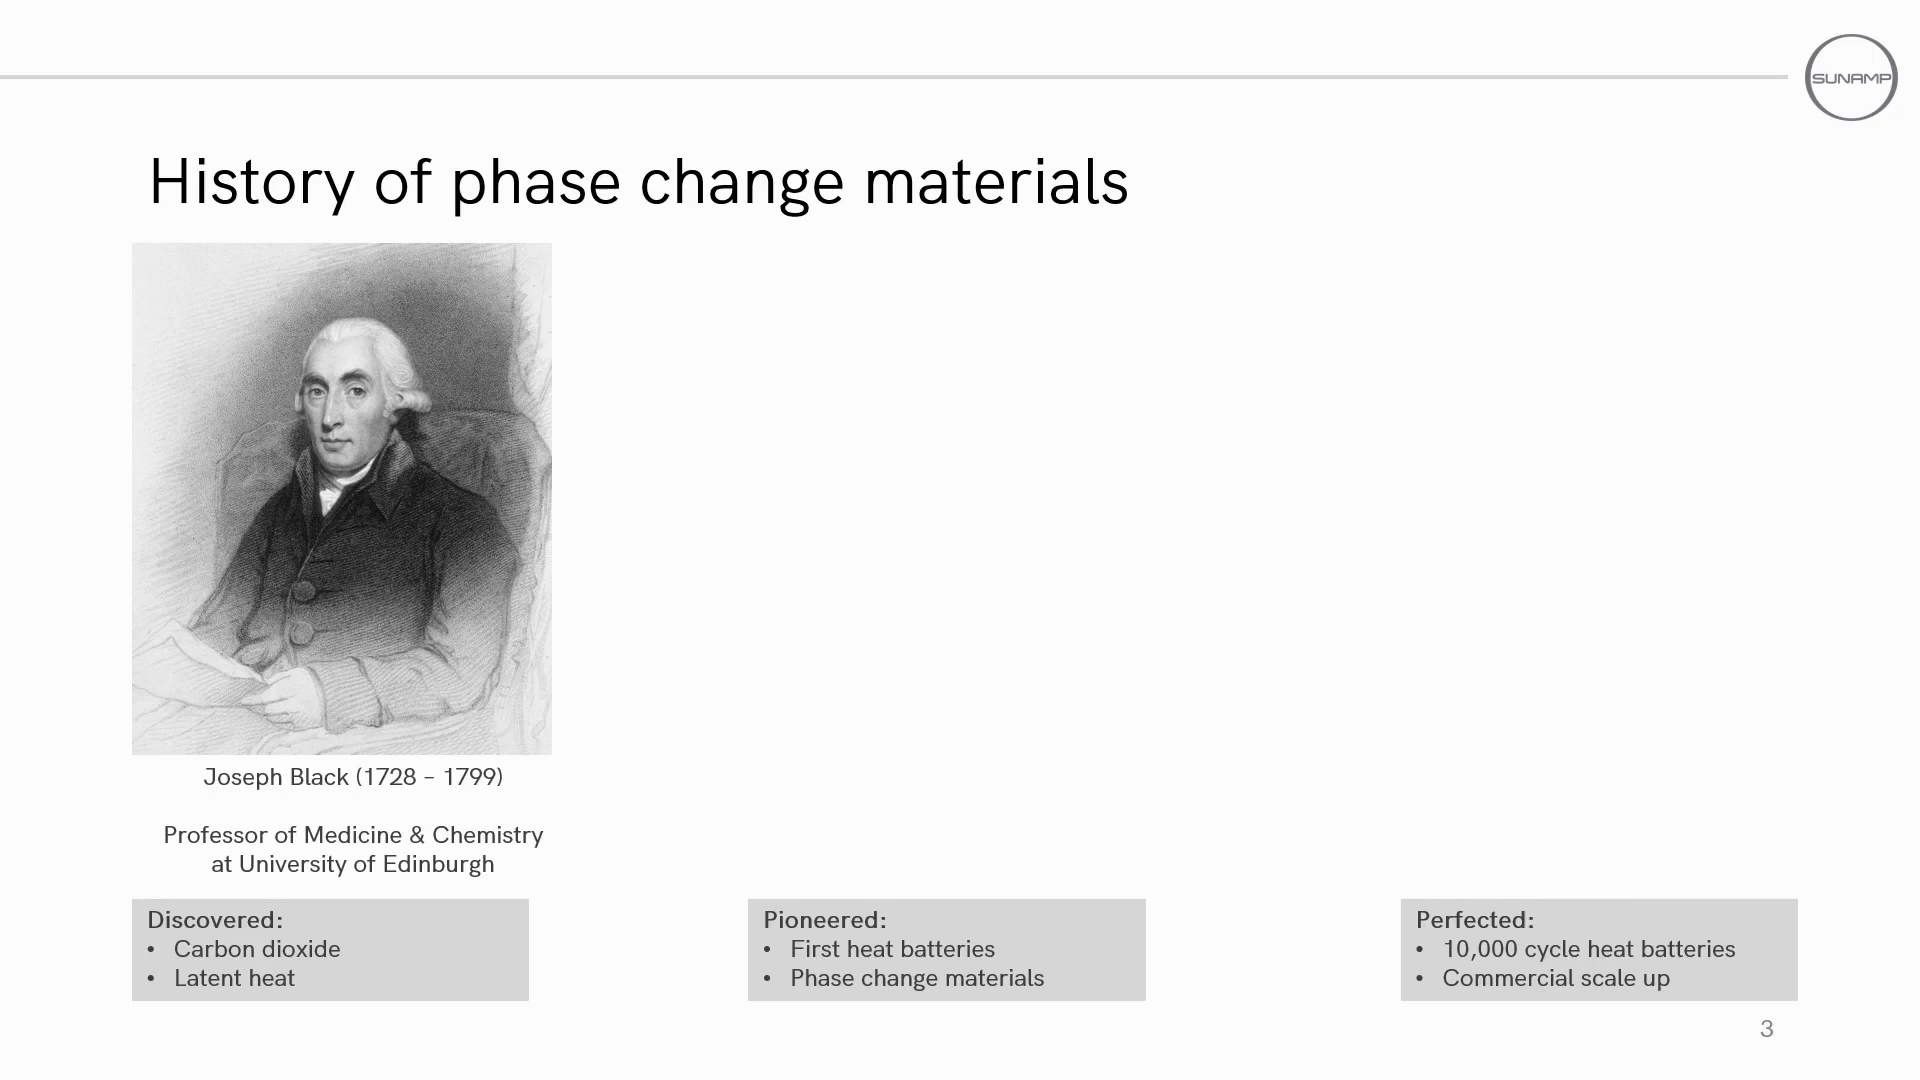 SUNAMP
History of phase change materials
Joseph Black (1728 – 1799)
Professor of Medicine & Chemistry
at University of Edinburgh
Discovered:
• Carbon dioxide
• Latent heat
Pioneered:
• First heat batteries
• Phase change materials
Perfected:
• 10,000 cycle heat batteries
• Commercial scale up
3